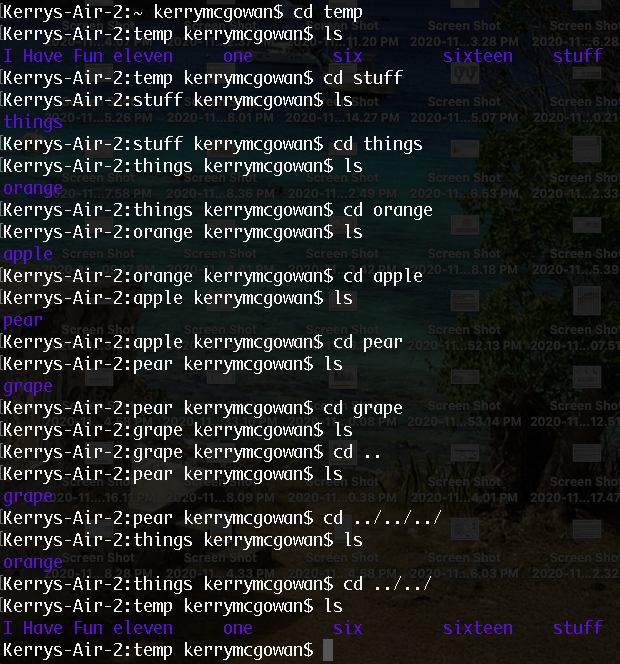 Kerrys-Air-2:~ kerrymcgowan$ cd temp
Kerrys-Air-2:temp kerrymcgowan$ ls
I Have Fun eleven one six sixteen stuff
Kerrys-Air-2:temp kerrymcgowan$ cd stuff
Kerrys-Air-2:stuff kerrymcgowan$ ls
things
Kerrys-Air-2:stuff kerrymcgowan$ cd things
Kerrys-Air-2:things kerrymcgowan$ ls
orange
Kerrys-Air-2:things kerrymcgowan$ cd orange
Kerrys-Air-2:orange kerrymcgowan$ ls
apple
Kerrys-Air-2:orange kerrymcgowan$ cd apple
Kerrys-Air-2:apple kerrymcgowan$ ls
pear
Kerrys-Air-2:apple kerrymcgowan$ cd pear
Kerrys-Air-2:pear kerrymcgowan$ ls
grape
Kerrys-Air-2:pear kerrymcgowan$ cd grape
Kerrys-Air-2:grape kerrymcgowan$ ls
Kerrys-Air-2:grape kerrymcgowan$ cd ..
Kerrys-Air-2:pear kerrymcgowan$ ls
grape
Kerrys-Air-2:pear kerrymcgowan$ cd ../../../
Kerrys-Air-2:things kerrymcgowan$ ls
orange
Kerrys-Air-2:things kerrymcgowan$ cd ../../
Kerrys-Air-2:temp kerrymcgowan$ ls
I Have Fun eleven one six sixteen stuff
Kerrys-Air-2:temp kerrymcgowan$